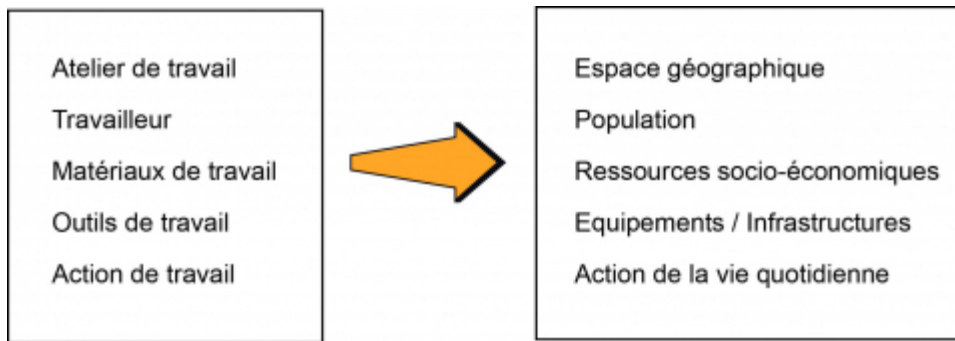 Atelier de travail
Travailleur
Matériaux de travail
Outils de travail
Action de travail
Espace géographique
Population
Ressources socio-économiques
Equipements / Infrastructures
Action de la vie quotidienne